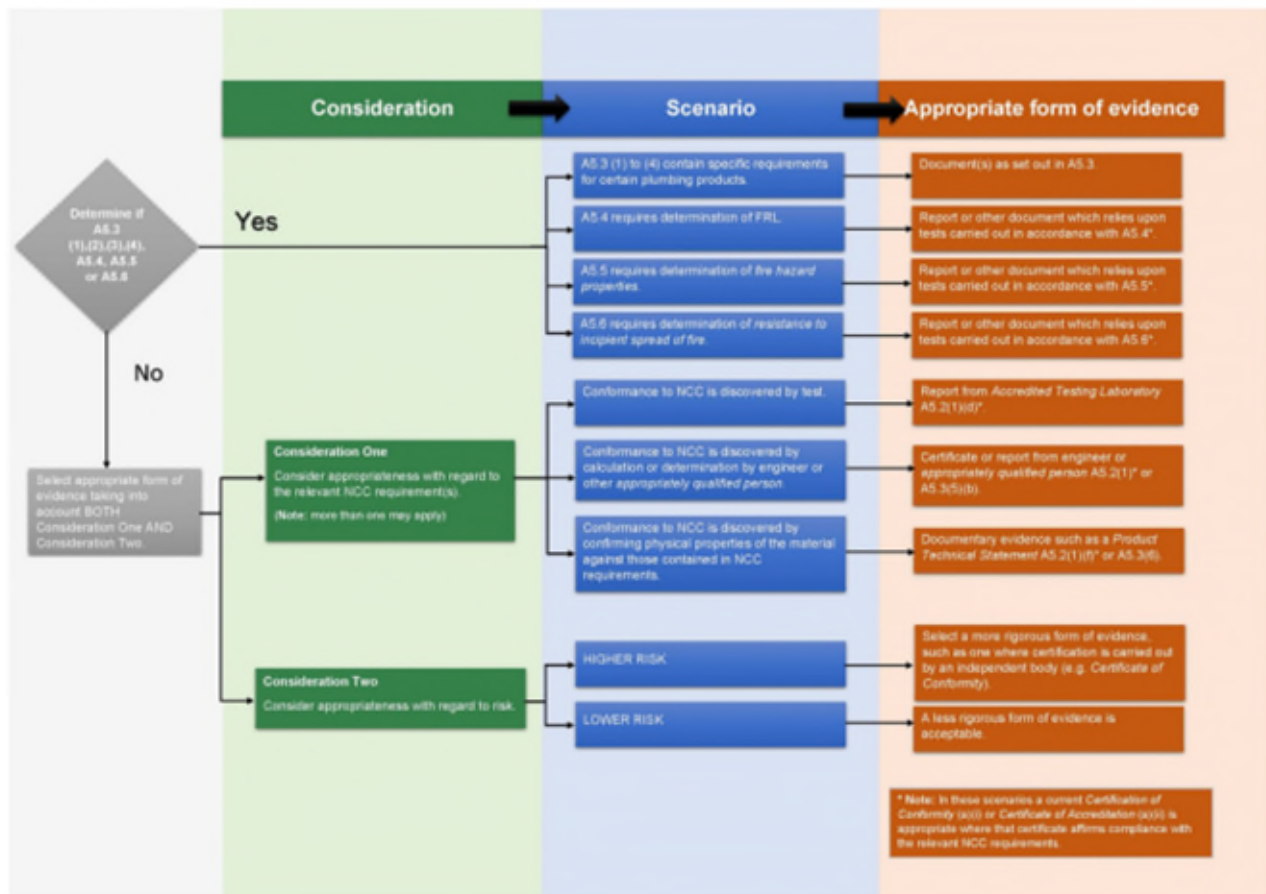 Consideration
Scenario
Appropriate form of evidence
Determine if
A5.3
(1),(2),(3),(4),
A5.4, A5.5
or A5.6
Yes
No
A5.3 (1) to (4) contain specific requirements
for certain plumbing products.
Document(s) as set out in A5.3.
A5.4 requires determination of FRL.
Report or other document which relies upon
tests carried out in accordance with A5.4*.
A5.5 requires determination of fire hazard
properties.
Report or other document which relies upon
tests carried out in accordance with A5.5*.
A5.6 requires determination of resistance to
incipient spread of fire.
Report or other document which relies upon
tests carried out in accordance with A5.6*.
Select appropriate form of
evidence taking into
account BOTH
Consideration One AND
Consideration Two.
Consideration One
Consider appropriateness with regard to
the relevant NCC requirement(s).
(Note: more than one may apply)
Conformance to NCC is discovered by test.
Report from Accredited Testing Laboratory
A5.2(1)(d)*.
Conformance to NCC is discovered by
calculation or determination by engineer or
other appropriately qualified person.
Certificate or report from engineer or
appropriately qualified person A5.2(1)* or
A5.3(5)(b).
Conformance to NCC is discovered by
confirming physical properties of the material
against those contained in NCC
requirements.
Documentary evidence such as a Product
Technical Statement A5.2(1)(f)* or A5.3(6).
Consideration Two
Consider appropriateness with regard to risk.
HIGHER RISK
Select a more rigorous form of evidence,
such as one where certification is carried out
by an independent body (e.g. Certificate of
Conformity).
LOWER RISK
A less rigorous form of evidence is
acceptable.
* Note: In these scenarios a current Certification of
Conformity (a)(i) or Certificate of Accreditation (a)(ii) is
appropriate where that certificate affirms compliance with
the relevant NCC requirements.